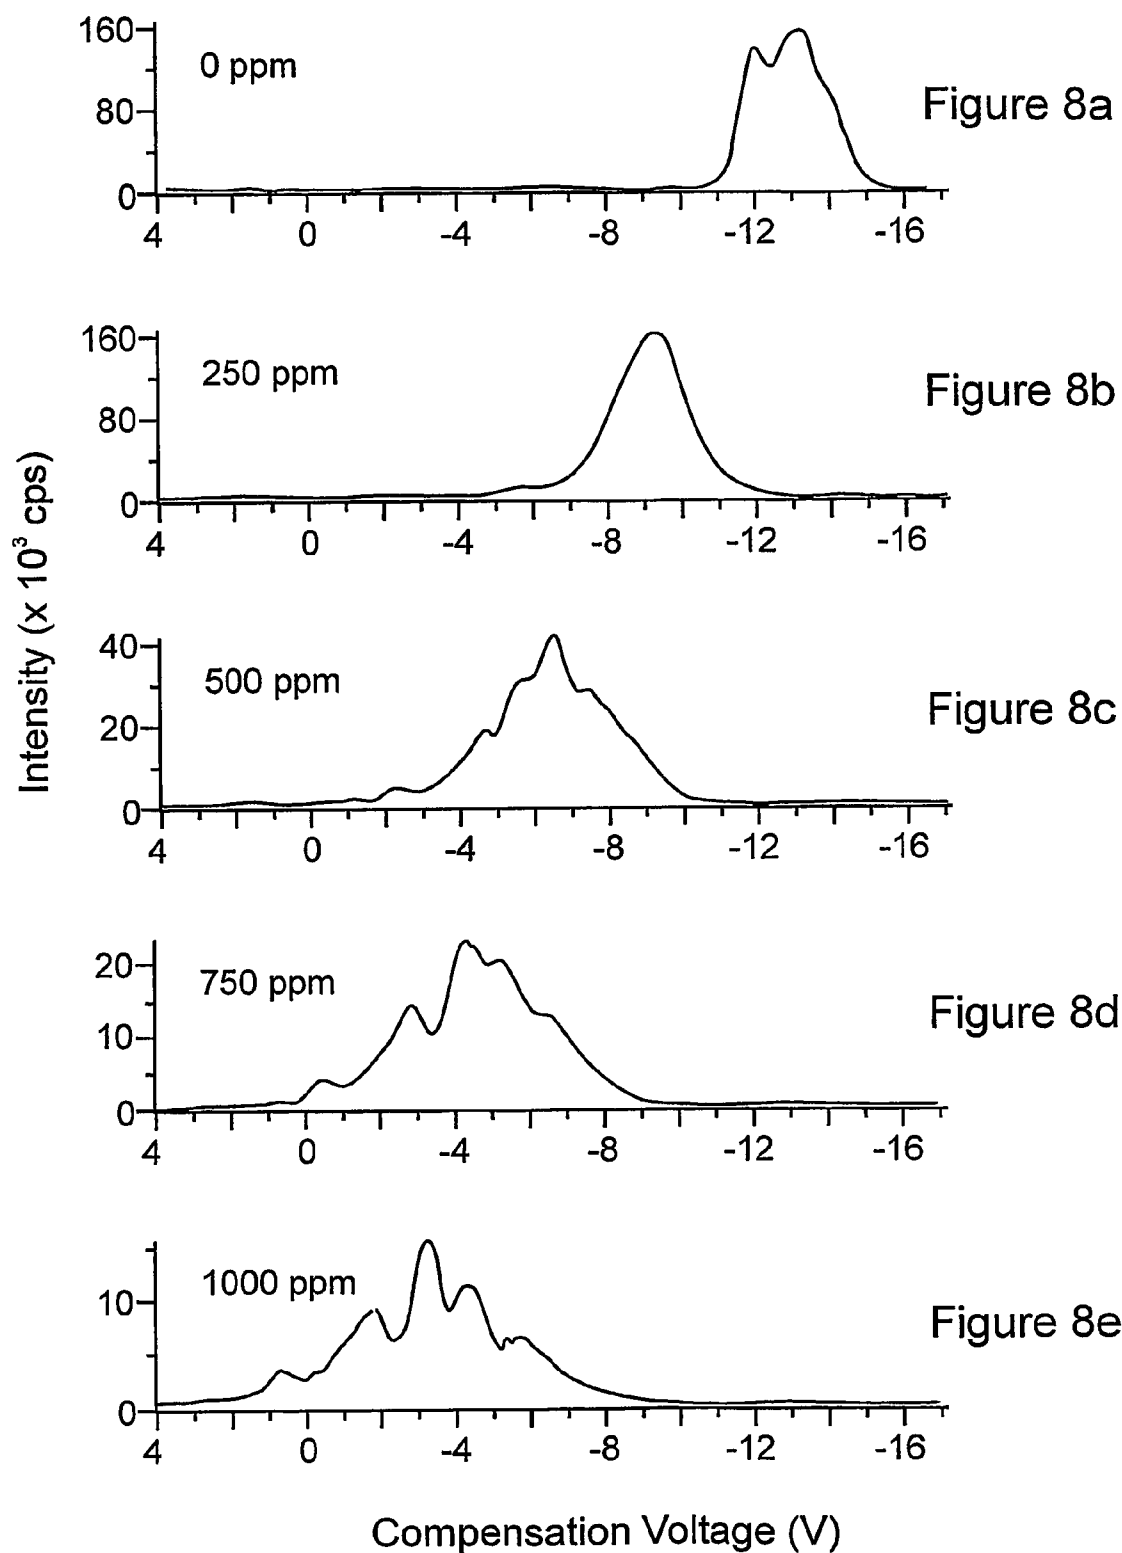 160
0 ppm
Figure 8a
80
0
4 0 -4 -8 -12 -16
160
250 ppm
Figure 8b
80
0
4 0 -4 -8 -12 -16
Intensity (x 10³ cps)
40
500 ppm
Figure 8c
20
0
4 0 -4 -8 -12 -16
20
750 ppm
Figure 8d
10
0
4 0 -4 -8 -12 -16
1000 ppm
10
Figure 8e
0
4 0 -4 -8 -12 -16
Compensation Voltage (V)